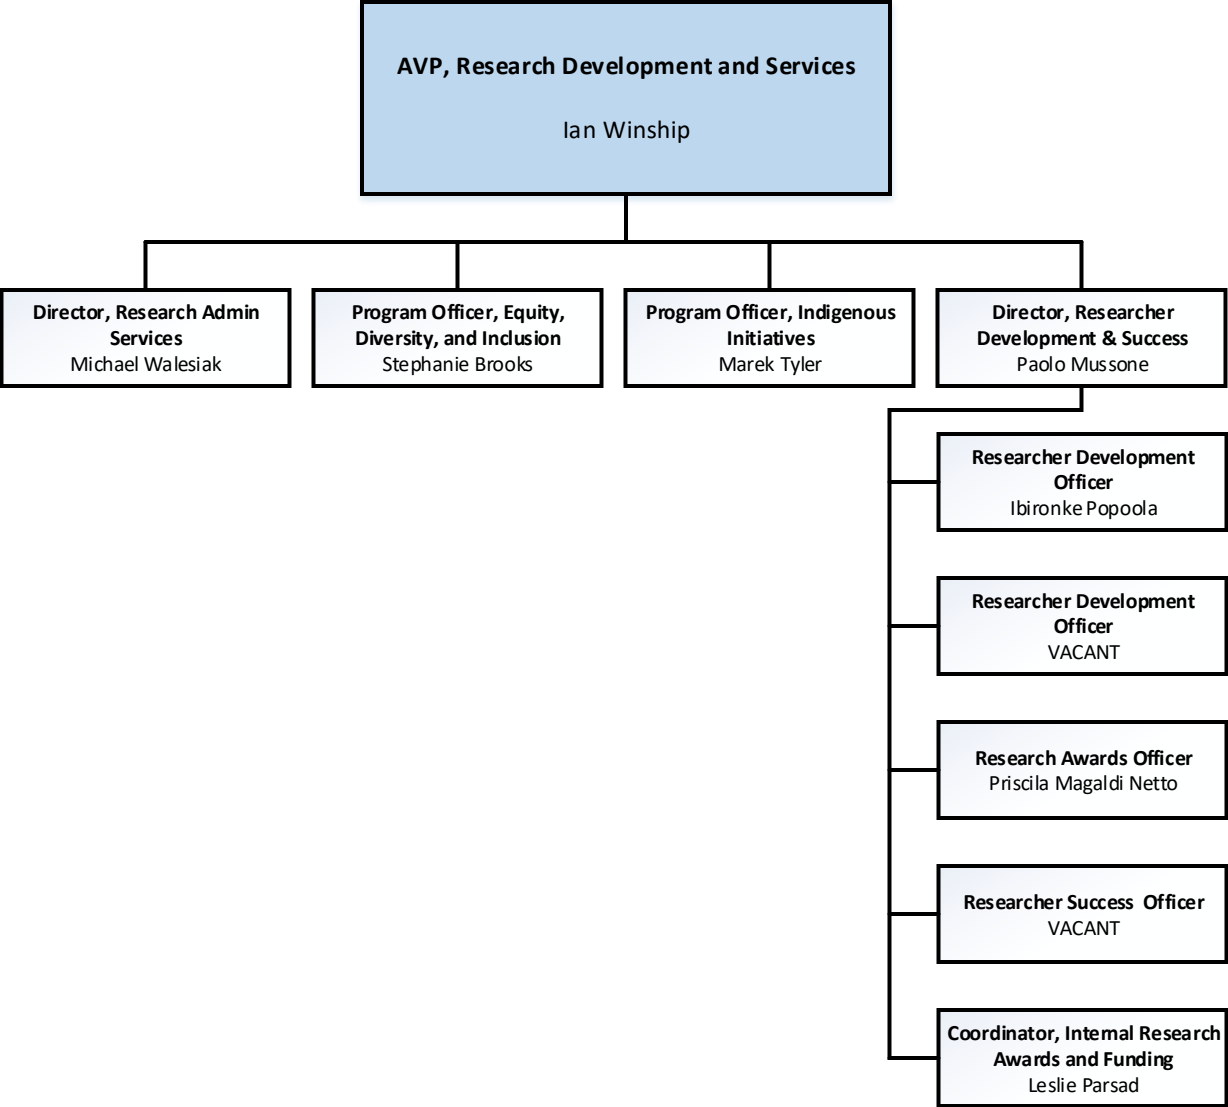 AVP, Research Development and Services
Ian Winship
Director, Research Admin
Services
Michael Walesiak
Program Officer, Equity,
Diversity, and Inclusion
Stephanie Brooks
Program Officer, Indigenous
Initiatives
Marek Tyler
Director, Researcher
Development & Success
Paolo Mussone
Researcher Development
Officer
Ibironke Popoola
Researcher Development
Officer
VACANT
Research Awards Officer
Priscila Magaldi Netto
Researcher Success Officer
VACANT
Coordinator, Internal Research
Awards and Funding
Leslie Parsad